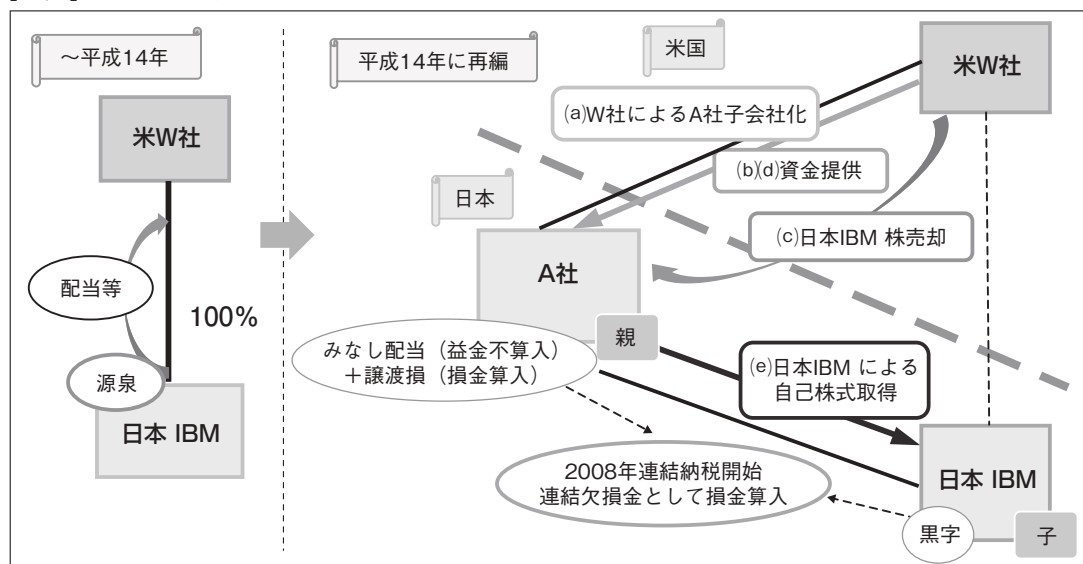 ～平成14年
米W社
配当等
100%
源泉
日本 IBM
平成14年に再編
米国
米W社
(a)W社によるA社子会社化
(b)(d)資金提供
日本
(c)日本IBM 株売却
A社
親
みなし配当（益金不算入）
＋譲渡損（損金算入）
(e)日本IBM による
自己株式取得
2008年連結納税開始
連結欠損金として損金算入
日本 IBM
黒字
子